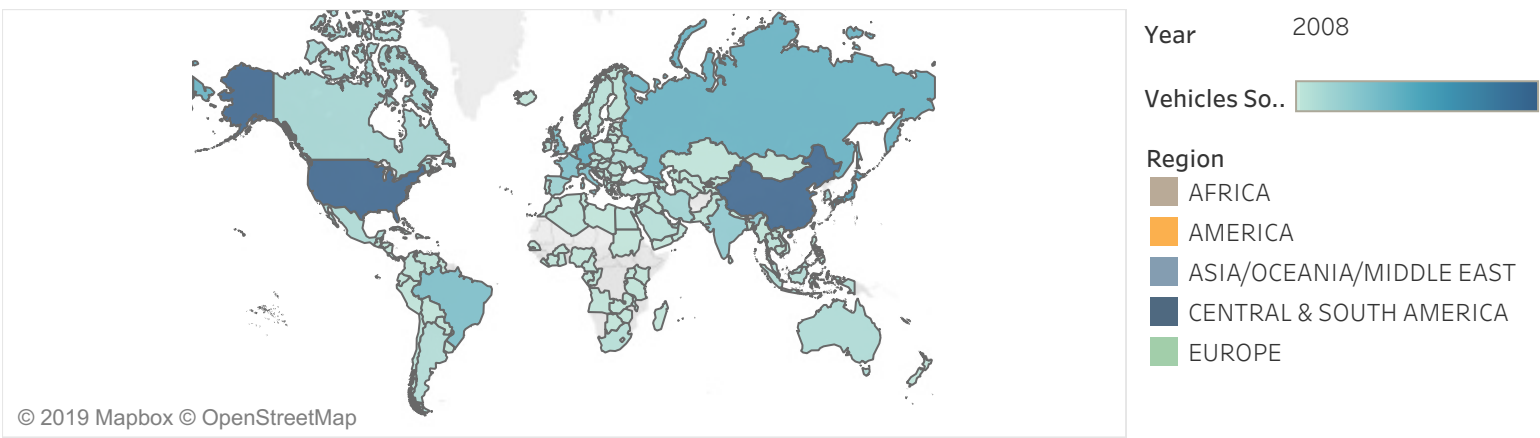 Year 2008
Vehicles So..
Region
AFRICA
AMERICA
ASIA/OCEANIA/MIDDLE EAST
CENTRAL & SOUTH AMERICA
EUROPE
© 2019 Mapbox © OpenStreetMap